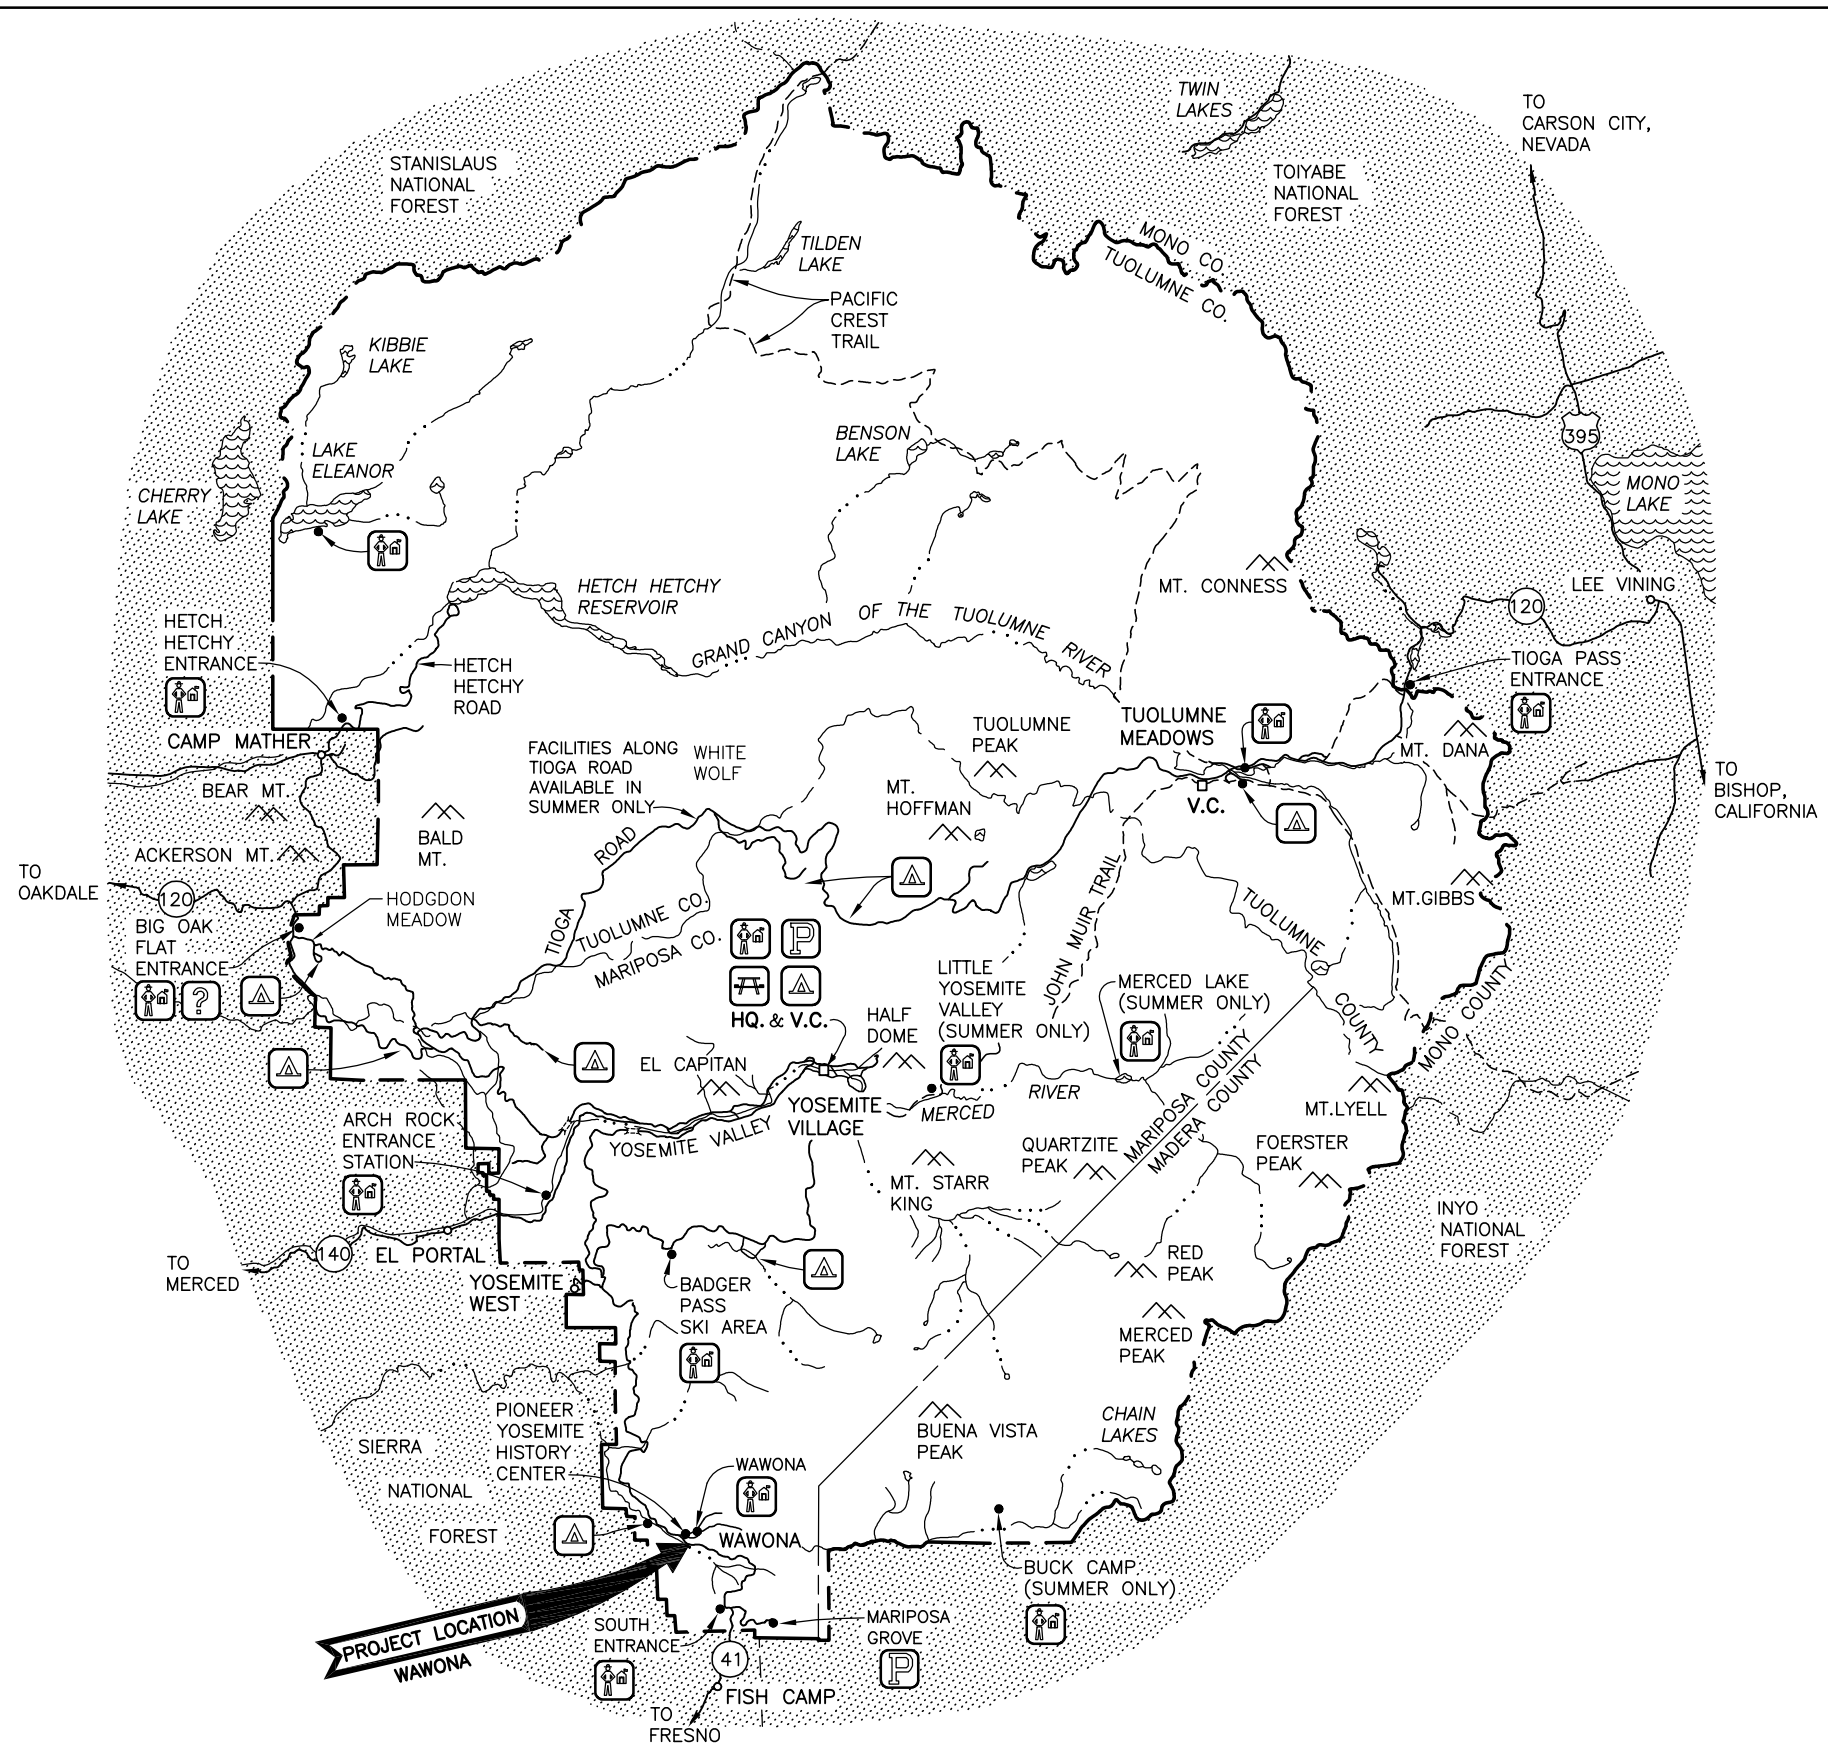 TWIN
LAKES
TO
CARSON CITY,
NEVADA
STANISLAUS
NATIONAL
FOREST
TOIYABE
NATIONAL
FOREST
TILDEN
LAKE
MONO CO.
TUOLUMNE CO.
PACIFIC
CREST
TRAIL
KIBBIE
LAKE
BENSON
LAKE
395
LAKE
ELEANOR
CHERRY
LAKE
MONO
LAKE
MT. CONNESS
LEE VINING
HETCH HETCHY
RESERVOIR
120
GRAND CANYON OF THE TUOLUMNE RIVER
HETCH
HETCHY
ENTRANCE
HETCH
HETCHY
ROAD
TIOGA PASS
ENTRANCE
CAMP MATHER
FACILITIES ALONG
TIOGA ROAD
AVAILABLE IN
SUMMER ONLY
WHITE
WOLF
TUOLUMNE
PEAK
TUOLUMNE
MEADOWS
MT. DANA
V.C.
TO
BISHOP,
CALIFORNIA
BEAR MT.
BALD
MT.
MT.
HOFFMAN
ACKERSON MT.
TO
OAKDALE
120
HODGDON
MEADOW
TIOGA ROAD
TUOLUMNE CO.
MARIPOSA CO.
JOHN MUIR TRAIL
TUOLUMNE COUNTY
MT.GIBBS
BIG OAK
FLAT
ENTRANCE
?
P
HQ. & V.C.
HALF
DOME
LITTLE
YOSEMITE
VALLEY
(SUMMER ONLY)
MERCED LAKE
(SUMMER ONLY)
MONO COUNTY
EL CAPITAN
YOSEMITE
VILLAGE
MERCED RIVER
MARIPOSA COUNTY
MADERA COUNTY
MT.LYELL
ARCH ROCK
ENTRANCE
STATION
YOSEMITE VALLEY
QUARTZITE
PEAK
FOERSTER
PEAK
MT. STARR
KING
INYO
NATIONAL
FOREST
TO
MERCED
140
EL PORTAL
YOSEMITE
WEST
BADGER
PASS
SKI AREA
RED
PEAK
MERCED
PEAK
PIONEER
YOSEMITE
HISTORY
CENTER
SIERRA
NATIONAL
FOREST
BUENA VISTA
PEAK
CHAIN
LAKES
WAWONA
WAWONA
BUCK CAMP
(SUMMER ONLY)
PROJECT LOCATION
WAWONA
SOUTH
ENTRANCE
MARIPOSA
GROVE
P
41
FISH CAMP
TO
FRESNO